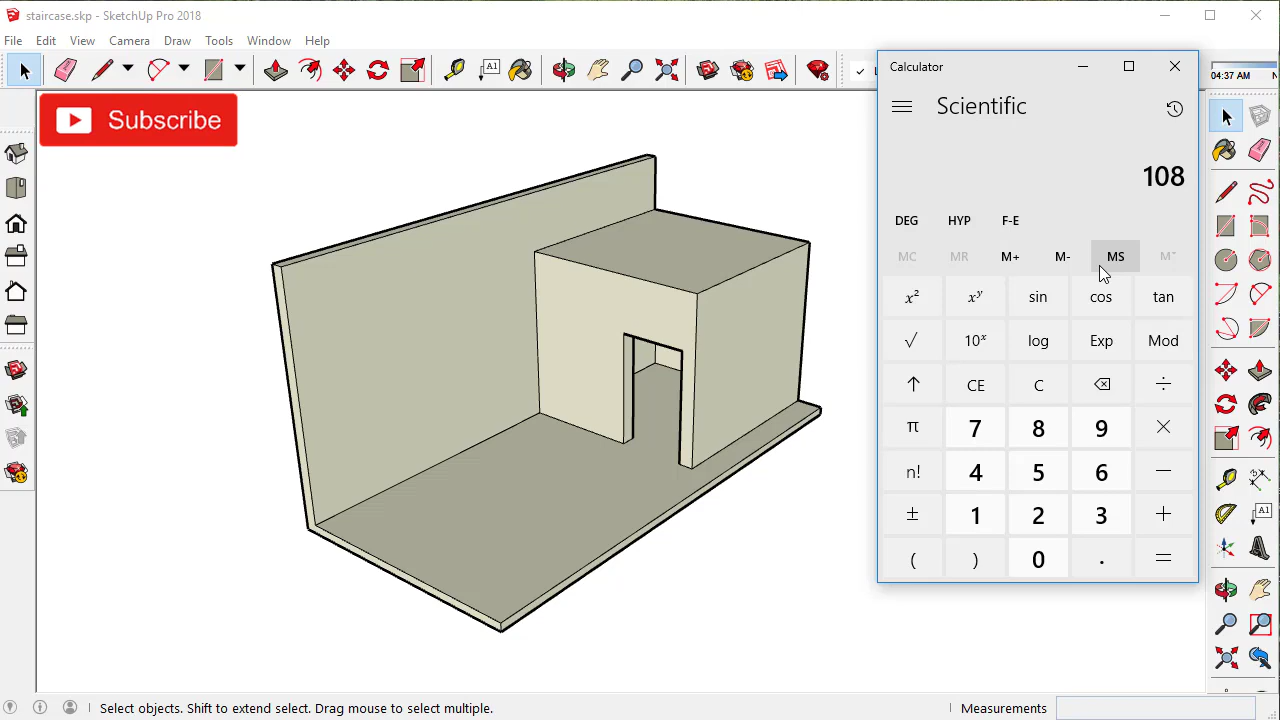 staircase.skp - SketchUp Pro 2018
File Edit View Camera Draw Tools Window Help
A1
Subscribe
04:37 AM
Calculator
Scientific
108
DEG HYP F-E
MC MR M+ M- MS M˅
x² xʸ sin cos tan
√ 10ˣ log Exp Mod
↑ CE C ⌫ ÷
π 7 8 9 ×
n! 4 5 6 −
± 1 2 3 +
( ) 0 . =
A1
Select objects. Shift to extend select. Drag mouse to select multiple.
Measurements